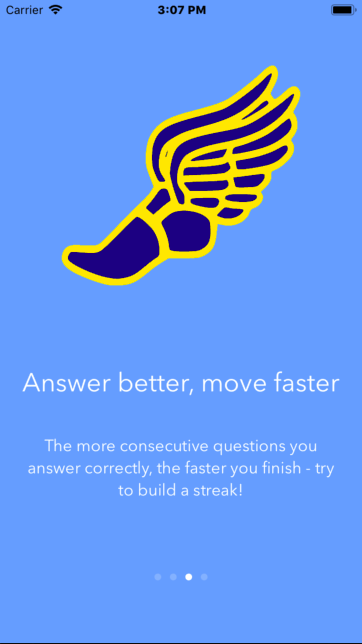 Carrier 3:07 PM
Answer better, move faster
The more consecutive questions you
answer correctly, the faster you finish - try
to build a streak!